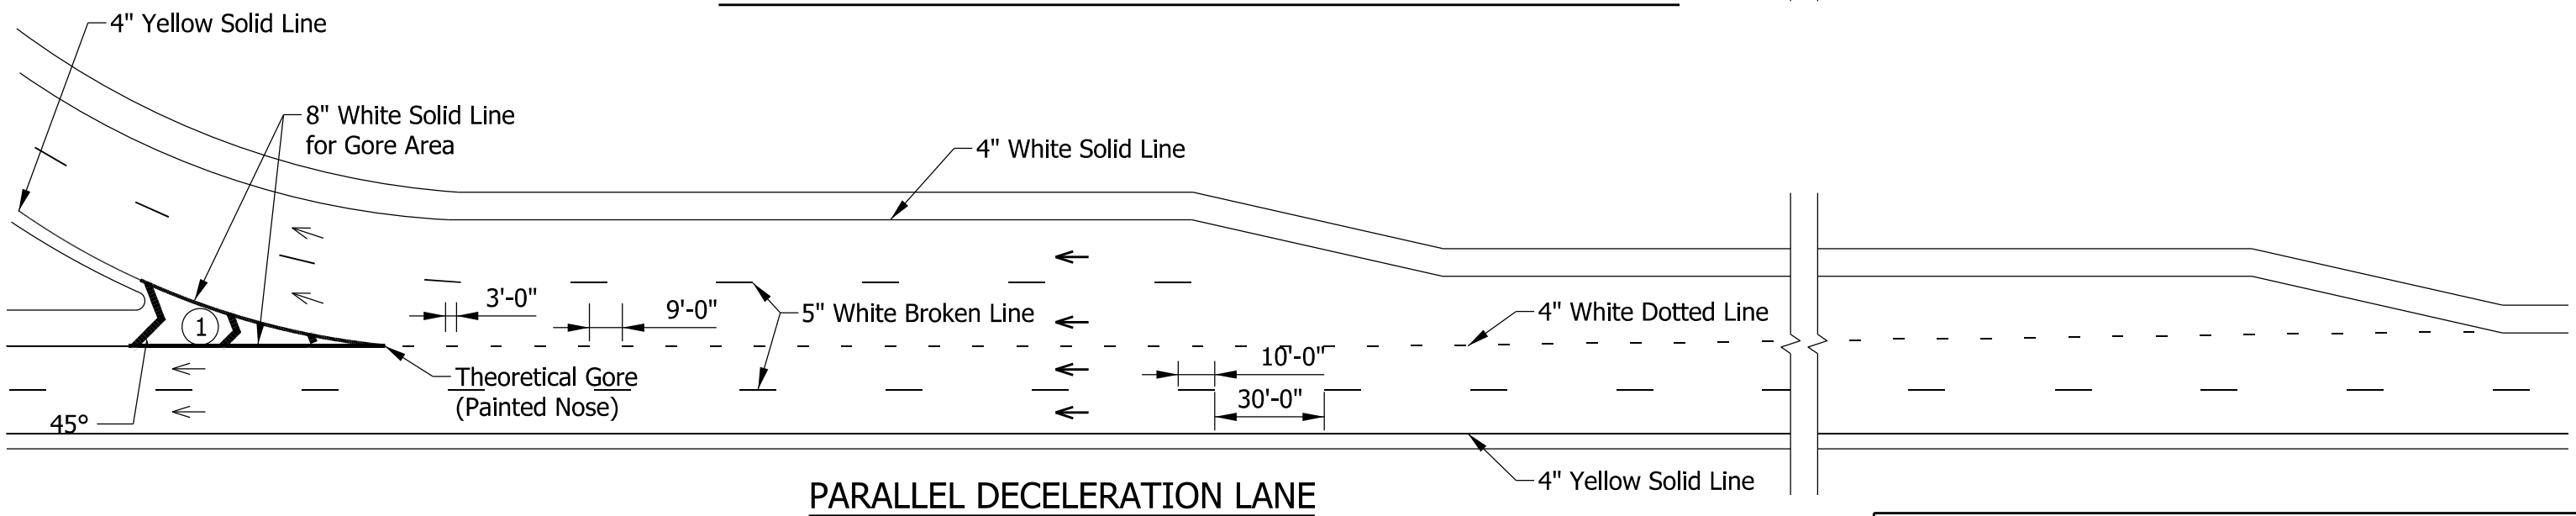 4" Yellow Solid Line
8" White Solid Line
for Gore Area
4" White Solid Line
3'-0"
9'-0"
5" White Broken Line
4" White Dotted Line
1
10'-0"
Theoretical Gore
(Painted Nose)
30'-0"
45°
4" Yellow Solid Line
PARALLEL DECELERATION LANE